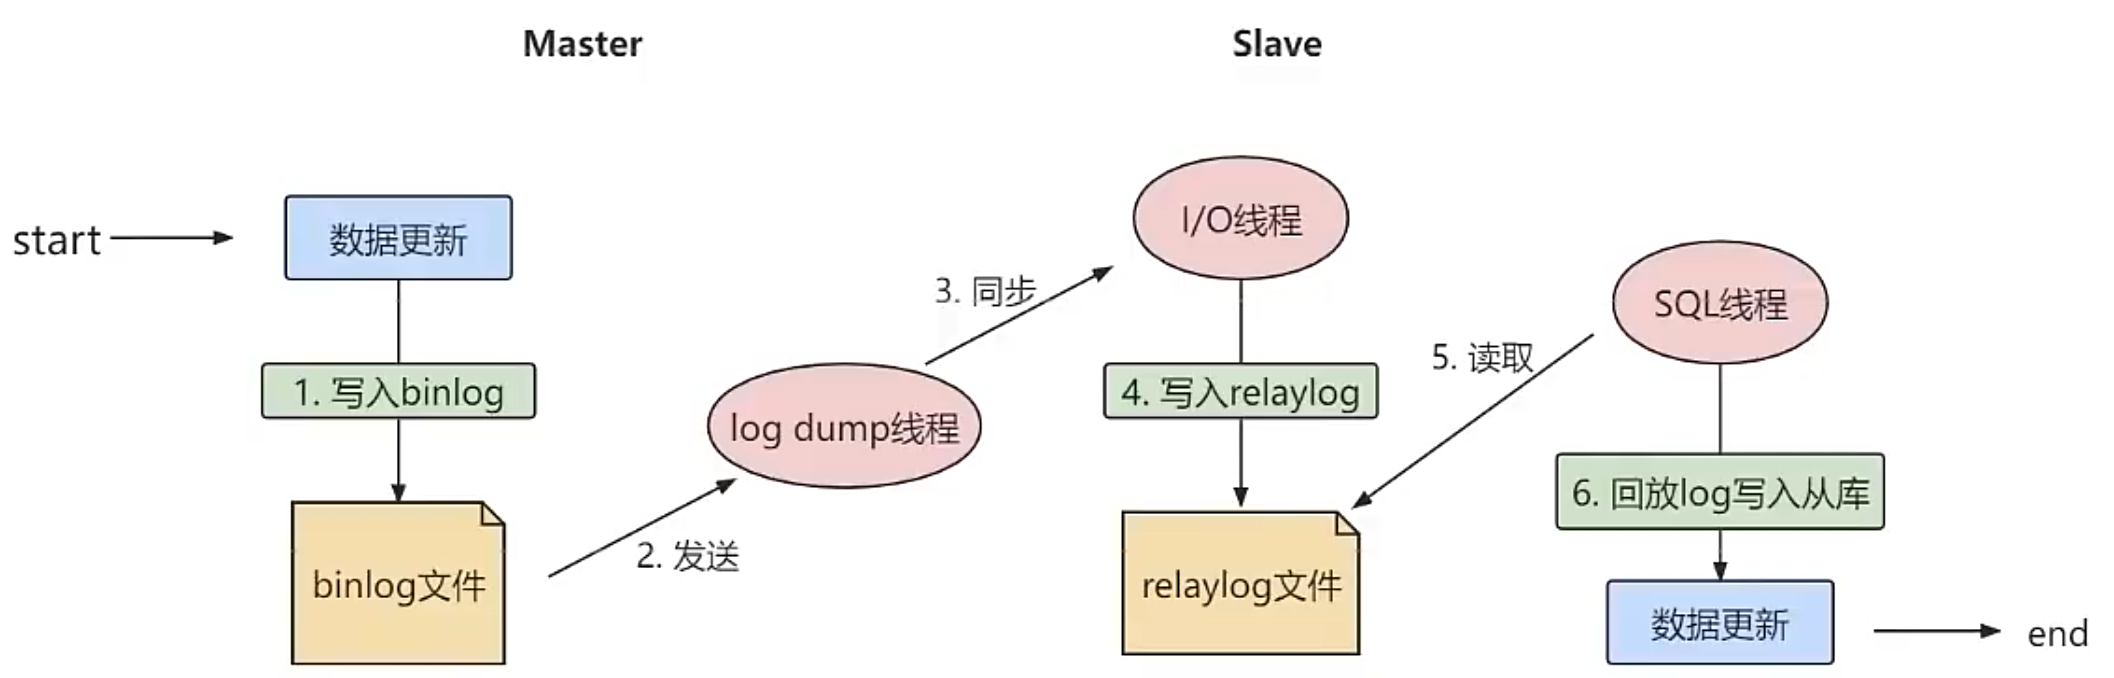 Master
Slave
start
数据更新
1. 写入binlog
binlog文件
2. 发送
log dump线程
3. 同步
I/O线程
4. 写入relaylog
relaylog文件
5. 读取
SQL线程
6. 回放log写入从库
数据更新
end